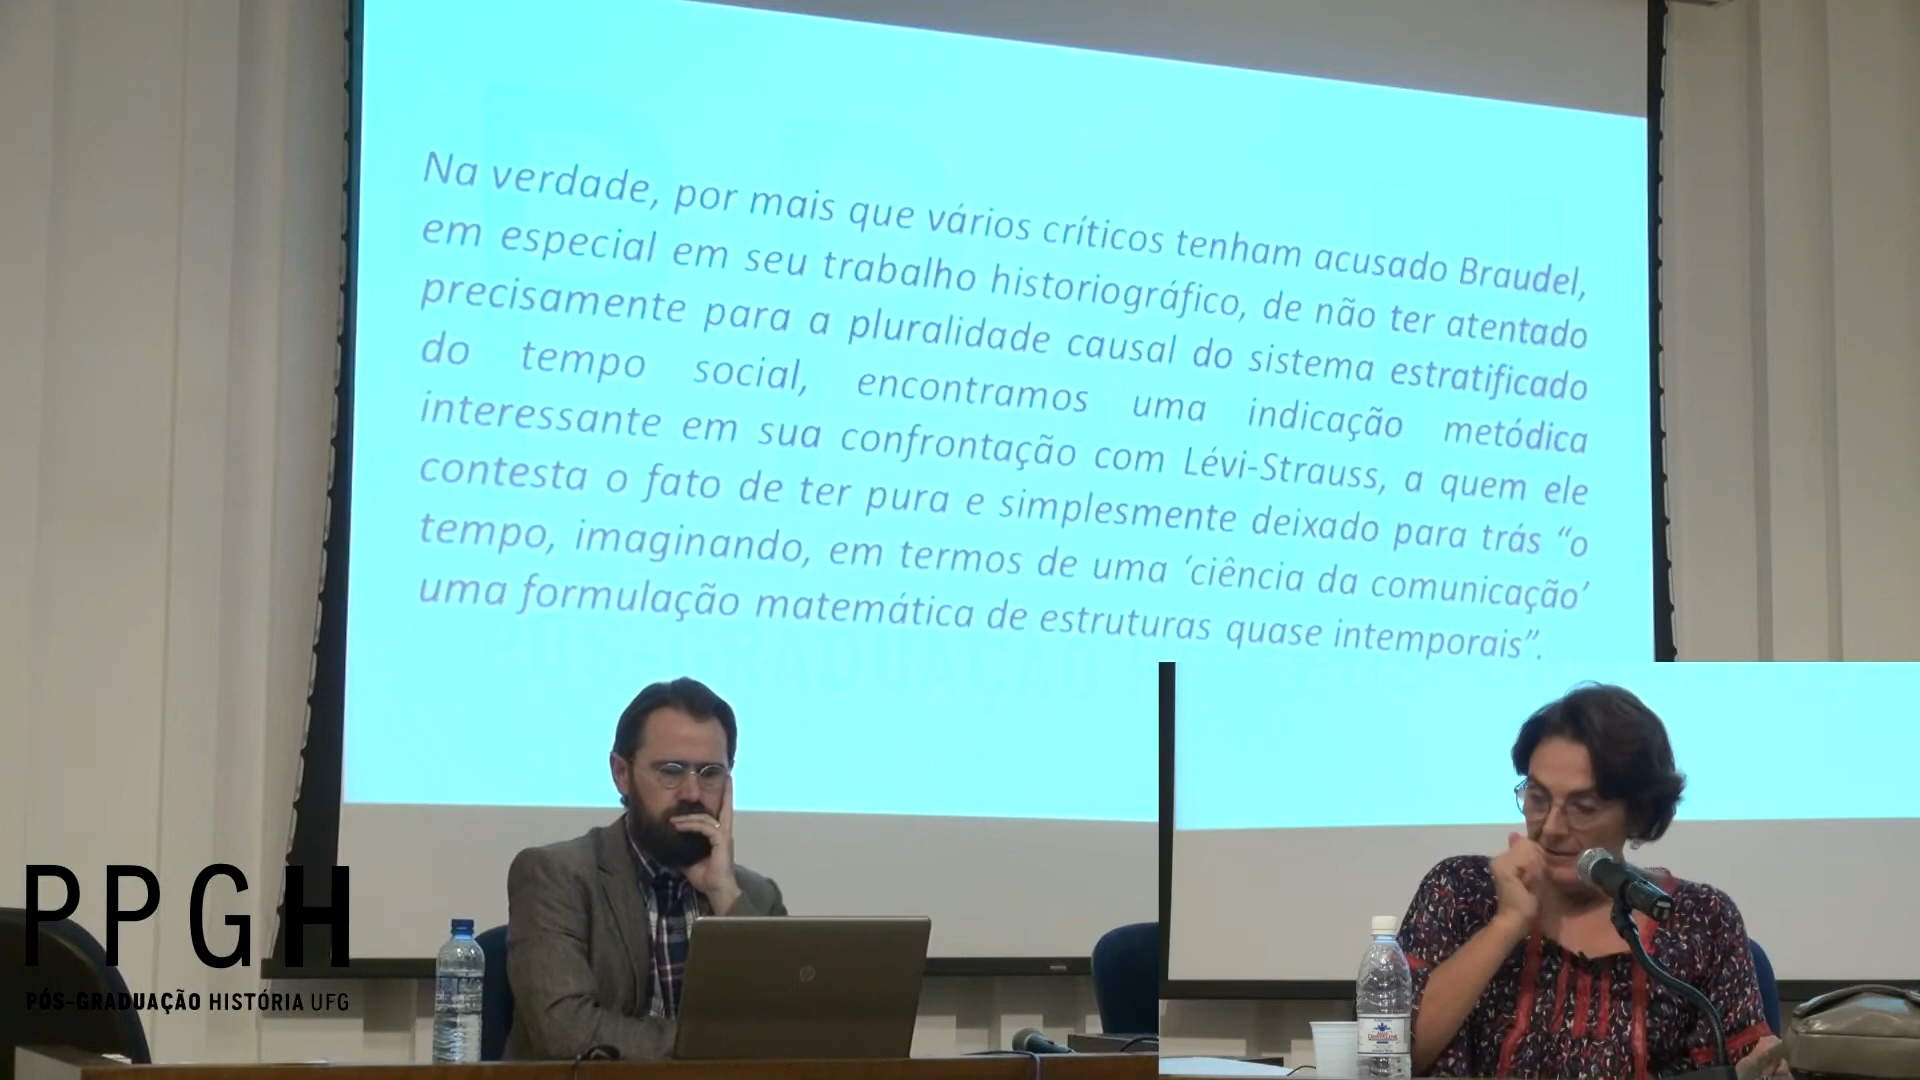 Na verdade, por mais que vários críticos tenham acusado Braudel,
em especial em seu trabalho historiográfico, de não ter atentado
precisamente para a pluralidade causal do sistema estratificado
do tempo social, encontramos uma indicação metódica
interessante em sua confrontação com Lévi-Strauss, a quem ele
contesta o fato de ter pura e simplesmente deixado para trás “o
tempo, imaginando, em termos de uma ‘ciência da comunicação’
uma formulação matemática de estruturas quase intemporais”.
PPGH
PÓS-GRADUAÇÃO HISTÓRIA UFG
hp